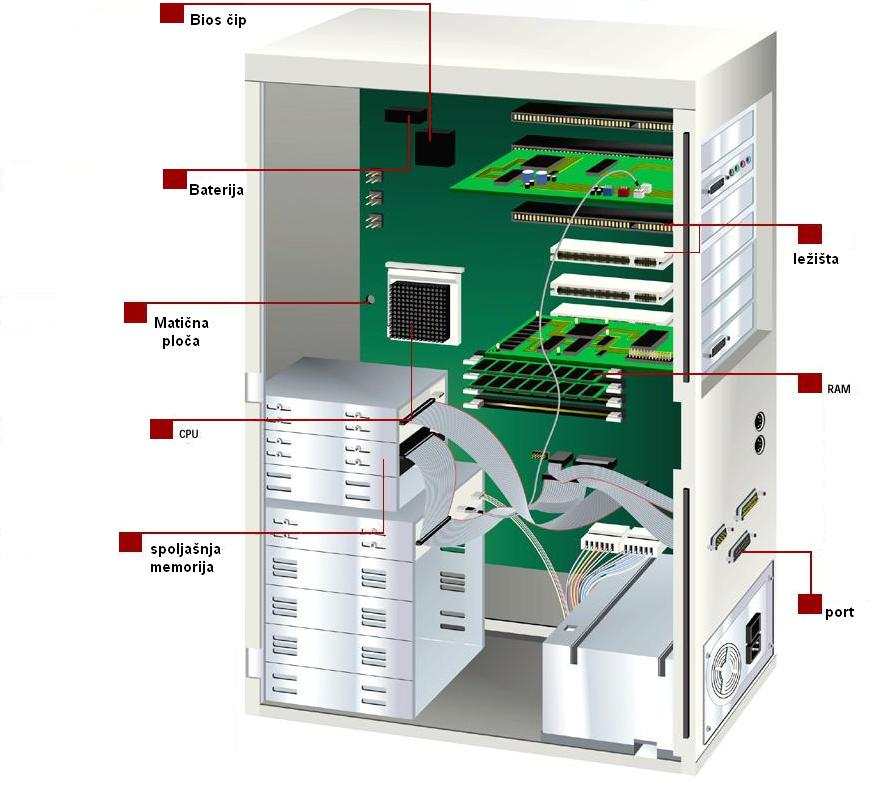 Bios čip
Baterija
ležišta
Matična
ploča
RAM
CPU
spoljašnja
memorija
port